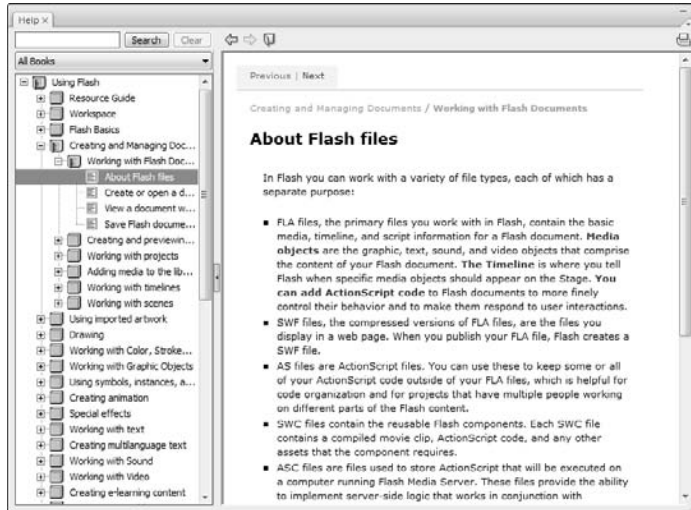 Help ×
Search Clear
All Books
Using Flash
Resource Guide
Workspace
Flash Basics
Creating and Managing Doc...
Working with Flash Doc...
About Flash files
Create or open a d...
View a document w...
Save Flash docume...
Creating and previewin...
Working with projects
Adding media to the lib...
Working with timelines
Working with scenes
Using imported artwork
Drawing
Working with Color, Stroke...
Working with Graphic Objects
Using symbols, instances, a...
Creating animation
Special effects
Working with text
Creating multilanguage text
Working with Sound
Working with Video
Creating e-learning content
Previous | Next
Creating and Managing Documents / Working with Flash Documents
About Flash files
In Flash you can work with a variety of file types, each of which has a
separate purpose:
▪ FLA files, the primary files you work with in Flash, contain the basic
media, timeline, and script information for a Flash document. Media
objects are the graphic, text, sound, and video objects that comprise
the content of your Flash document. The Timeline is where you tell
Flash when specific media objects should appear on the Stage. You
can add ActionScript code to Flash documents to more finely
control their behavior and to make them respond to user interactions.
▪ SWF files, the compressed versions of FLA files, are the files you
display in a web page. When you publish your FLA file, Flash creates a
SWF file.
▪ AS files are ActionScript files. You can use these to keep some or all
of your ActionScript code outside of your FLA files, which is helpful for
code organization and for projects that have multiple people working
on different parts of the Flash content.
▪ SWC files contain the reusable Flash components. Each SWC file
contains a compiled movie clip, ActionScript code, and any other
assets that the component requires.
▪ ASC files are files used to store ActionScript that will be executed on
a computer running Flash Media Server. These files provide the ability
to implement server-side logic that works in conjunction with